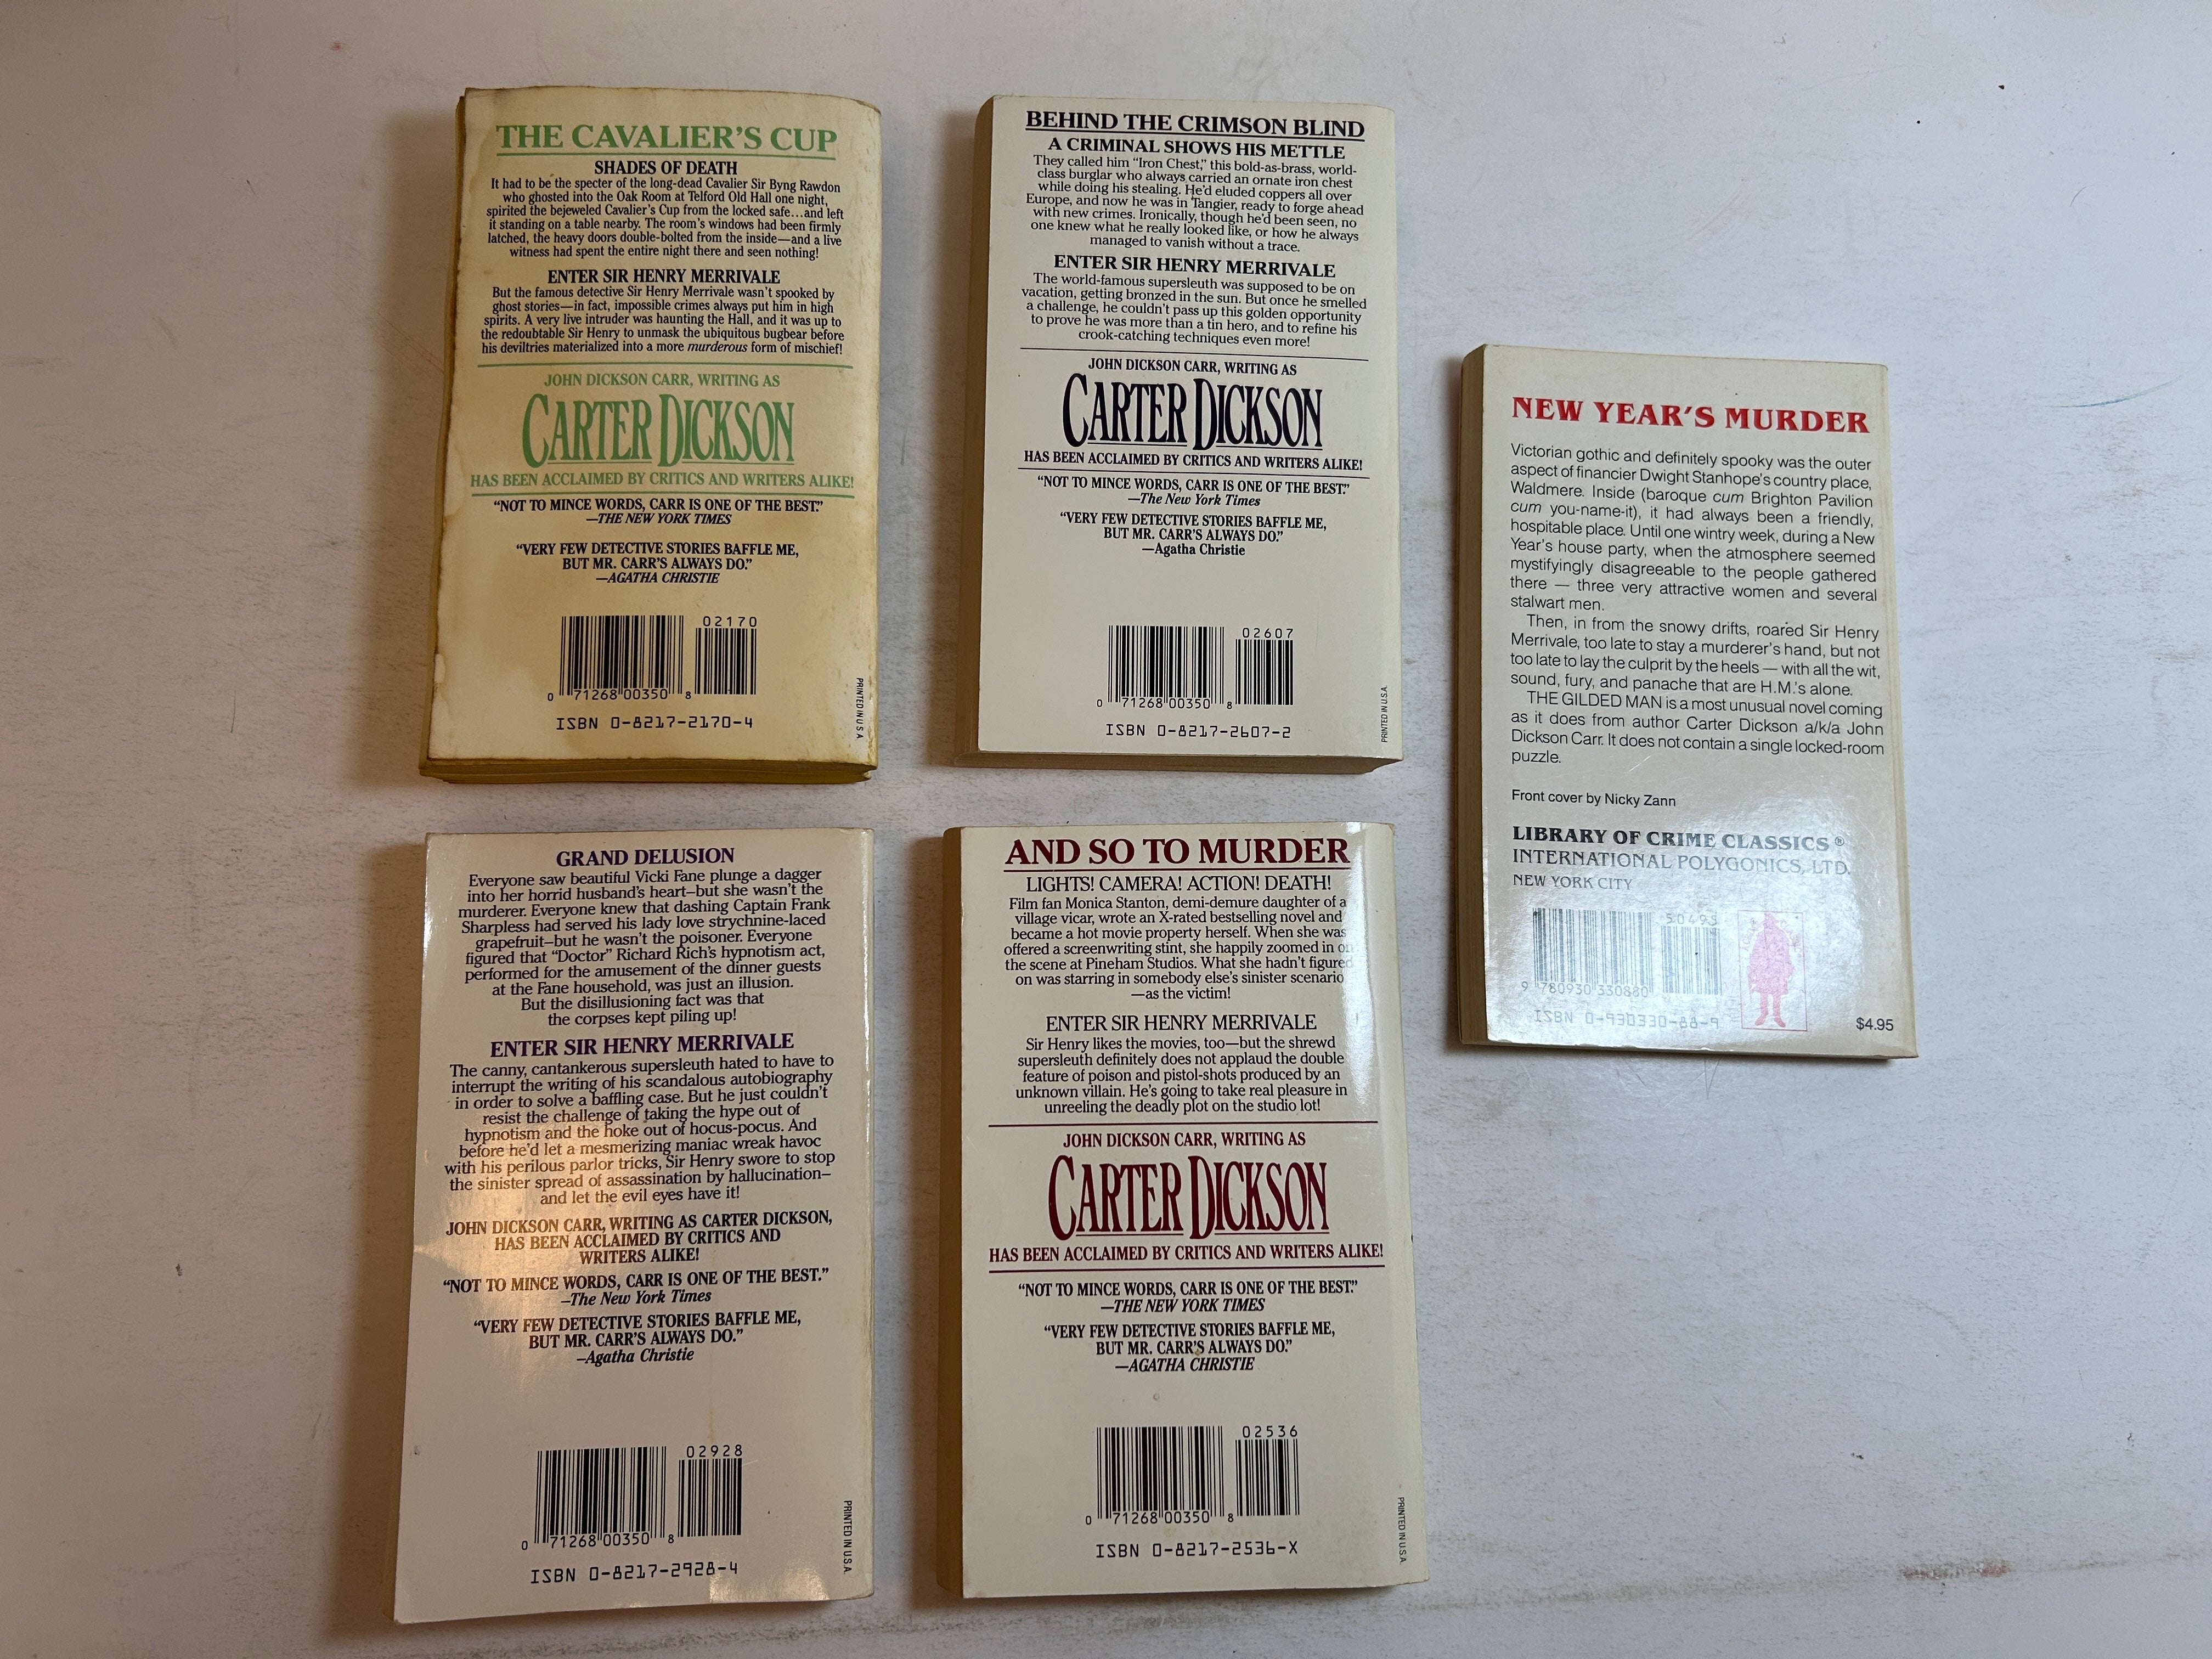 THE CAVALIER'S CUP
SHADES OF DEATH
It had to be the specter of the long-dead Cavalier Sir Byng Rawdon
who ghosted into the Oak Room at Telford Old Hall one night,
spirited the bejeweled Cavalier's Cup from the locked safe...and left
it standing on a table nearby. The room's windows had been firmly
latched, the heavy doors double-bolted from the inside—and a live
witness had spent the entire night there and seen nothing!
ENTER SIR HENRY MERRIVALE
But the famous detective Sir Henry Merrivale wasn't spooked by
ghost stories—in fact, impossible crimes always put him in high
spirits. A very live intruder was haunting the Hall, and it was up to
the redoubtable Sir Henry to unmask the ubiquitous bugbear before
his deviltries materialized into a more murderous form of mischief!
JOHN DICKSON CARR, WRITING AS
CARTER DICKSON
HAS BEEN ACCLAIMED BY CRITICS AND WRITERS ALIKE!
"NOT TO MINCE WORDS, CARR IS ONE OF THE BEST."
—THE NEW YORK TIMES
"VERY FEW DETECTIVE STORIES BAFFLE ME,
BUT MR. CARR'S ALWAYS DO."
—AGATHA CHRISTIE
02170
0 71268 00350 8
ISBN 0-8217-2170-4
PRINTED IN U.S.A.
BEHIND THE CRIMSON BLIND
A CRIMINAL SHOWS HIS METTLE
They called him "Iron Chest," this bold-as-brass, world-
class burglar who always carried an ornate iron chest
while doing his stealing. He'd eluded coppers all over
Europe, and now he was in Tangier, ready to forge ahead
with new crimes. Ironically, though he'd been seen, no
one knew what he really looked like, or how he always
managed to vanish without a trace.
ENTER SIR HENRY MERRIVALE
The world-famous supersleuth was supposed to be on
vacation, getting bronzed in the sun. But once he smelled
a challenge, he couldn't pass up this golden opportunity
to prove he was more than a tin hero, and to refine his
crook-catching techniques even more!
JOHN DICKSON CARR, WRITING AS
CARTER DICKSON
HAS BEEN ACCLAIMED BY CRITICS AND WRITERS ALIKE!
"NOT TO MINCE WORDS, CARR IS ONE OF THE BEST."
—The New York Times
"VERY FEW DETECTIVE STORIES BAFFLE ME,
BUT MR. CARR'S ALWAYS DO."
—Agatha Christie
02607
0 71268 00350 8
ISBN 0-8217-2607-2
PRINTED IN U.S.A.
NEW YEAR'S MURDER
Victorian gothic and definitely spooky was the outer
aspect of financier Dwight Stanhope's country place,
Waldmere. Inside (baroque cum Brighton Pavilion
cum you-name-it), it had always been a friendly,
hospitable place. Until one wintry week, during a New
Year's house party, when the atmosphere seemed
mystifyingly disagreeable to the people gathered
there — three very attractive women and several
stalwart men.
Then, in from the snowy drifts, roared Sir Henry
Merrivale, too late to stay a murderer's hand, but not
too late to lay the culprit by the heels — with all the wit,
sound, fury, and panache that are H.M.'s alone.
THE GILDED MAN is a most unusual novel coming
as it does from author Carter Dickson a/k/a John
Dickson Carr. It does not contain a single locked-room
puzzle.
Front cover by Nicky Zann
LIBRARY OF CRIME CLASSICS ®
INTERNATIONAL POLYGONICS, LTD.
NEW YORK CITY
50495
9 780930 330880
ISBN 0-930330-88-9
$4.95
GRAND DELUSION
Everyone saw beautiful Vicki Fane plunge a dagger
into her horrid husband's heart–but she wasn't the
murderer. Everyone knew that dashing Captain Frank
Sharpless had served his lady love strychnine-laced
grapefruit–but he wasn't the poisoner. Everyone
figured that "Doctor" Richard Rich's hypnotism act,
performed for the amusement of the dinner guests
at the Fane household, was just an illusion.
But the disillusioning fact was that
the corpses kept piling up!
ENTER SIR HENRY MERRIVALE
The canny, cantankerous supersleuth hated to have to
interrupt the writing of his scandalous autobiography
in order to solve a baffling case. But he just couldn't
resist the challenge of taking the hype out of
hypnotism and the hoke out of hocus-pocus. And
before he'd let a mesmerizing maniac wreak havoc
with his perilous parlor tricks, Sir Henry swore to stop
the sinister spread of assassination by hallucination–
and let the evil eyes have it!
JOHN DICKSON CARR, WRITING AS CARTER DICKSON,
HAS BEEN ACCLAIMED BY CRITICS AND
WRITERS ALIKE!
"NOT TO MINCE WORDS, CARR IS ONE OF THE BEST."
–The New York Times
"VERY FEW DETECTIVE STORIES BAFFLE ME,
BUT MR. CARR'S ALWAYS DO."
–Agatha Christie
02928
0 71268 00350 8
ISBN 0-8217-2928-4
PRINTED IN U.S.A.
AND SO TO MURDER
LIGHTS! CAMERA! ACTION! DEATH!
Film fan Monica Stanton, demi-demure daughter of a
village vicar, wrote an X-rated bestselling novel and
became a hot movie property herself. When she was
offered a screenwriting stint, she happily zoomed in on
the scene at Pineham Studios. What she hadn't figured
on was starring in somebody else's sinister scenario
—as the victim!
ENTER SIR HENRY MERRIVALE
Sir Henry likes the movies, too—but the shrewd
supersleuth definitely does not applaud the double
feature of poison and pistol-shots produced by an
unknown villain. He's going to take real pleasure in
unreeling the deadly plot on the studio lot!
JOHN DICKSON CARR, WRITING AS
CARTER DICKSON
HAS BEEN ACCLAIMED BY CRITICS AND WRITERS ALIKE!
"NOT TO MINCE WORDS, CARR IS ONE OF THE BEST."
—THE NEW YORK TIMES
"VERY FEW DETECTIVE STORIES BAFFLE ME,
BUT MR. CARR'S ALWAYS DO."
—AGATHA CHRISTIE
02536
0 71268 00350 8
ISBN 0-8217-2536-X
PRINTED IN U.S.A.